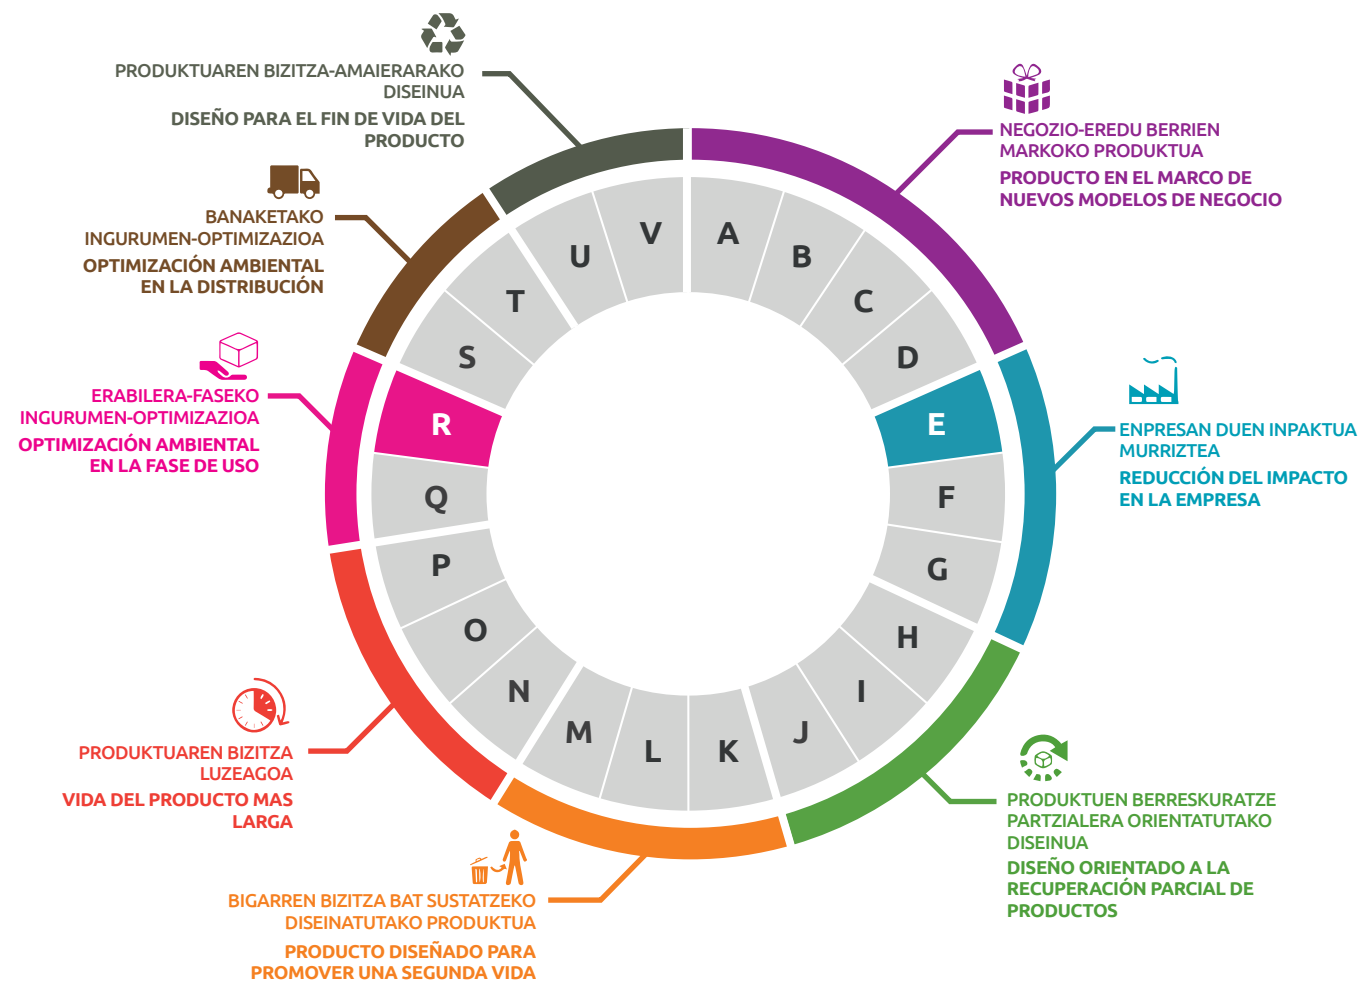 PRODUKTUAREN BIZITZA-AMAIERARAKO
DISEINUA
DISEÑO PARA EL FIN DE VIDA DEL
PRODUCTO
NEGOZIO-EREDU BERRIEN
MARKOKO PRODUKTUA
PRODUCTO EN EL MARCO DE
NUEVOS MODELOS DE NEGOCIO
BANAKETAKO
INGURUMEN-OPTIMIZAZIOA
OPTIMIZACIÓN AMBIENTAL
EN LA DISTRIBUCIÓN
ERABILERA-FASEKO
INGURUMEN-OPTIMIZAZIOA
OPTIMIZACIÓN AMBIENTAL
EN LA FASE DE USO
ENPRESAN DUEN INPAKTUA
MURRIZTEA
REDUCCIÓN DEL IMPACTO
EN LA EMPRESA
A
B
C
D
E
F
G
H
I
J
K
L
M
N
O
P
Q
R
S
T
U
V
PRODUKTUAREN BIZITZA
LUZEAGOA
VIDA DEL PRODUCTO MAS
LARGA
PRODUKTUEN BERRESKURATZE
PARTZIALERA ORIENTATUTAKO
DISEINUA
DISEÑO ORIENTADO A LA
RECUPERACIÓN PARCIAL DE
PRODUCTOS
BIGARREN BIZITZA BAT SUSTATZEKO
DISEINATUTAKO PRODUKTUA
PRODUCTO DISEÑADO PARA
PROMOVER UNA SEGUNDA VIDA